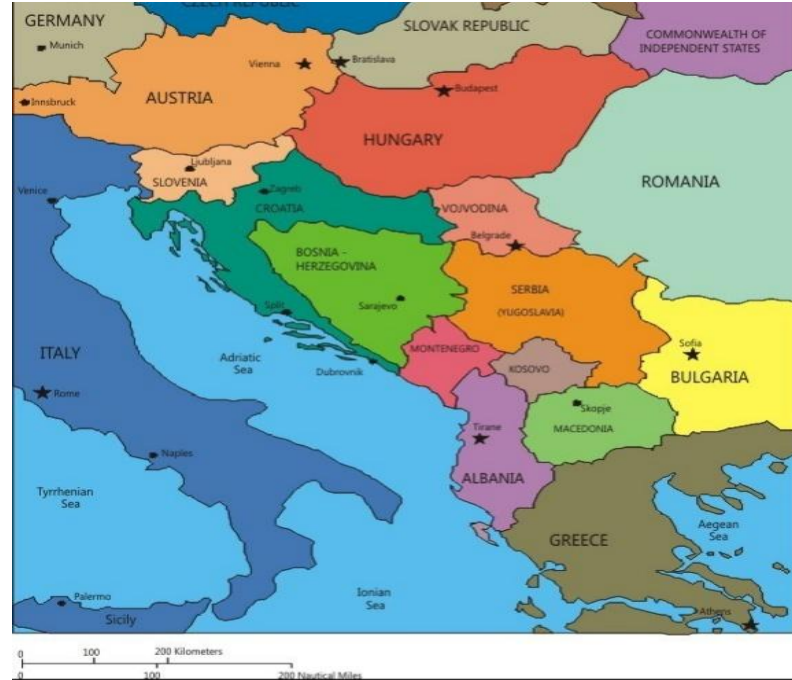 CZECH REPUBLIC
GERMANY
SLOVAK REPUBLIC
COMMONWEALTH OF
INDEPENDENT STATES
Munich
Vienna
Bratislava
Budapest
Innsbruck
AUSTRIA
HUNGARY
Ljubljana
SLOVENIA
ROMANIA
Venice
Zagreb
CROATIA
VOJVODINA
Belgrade
BOSNIA -
HERZEGOVINA
SERBIA
(YUGOSLAVIA)
Sarajevo
Split
ITALY
Adriatic
Sea
MONTENEGRO
Sofia
BULGARIA
Dubrovnik
KOSOVO
Rome
Skopje
MACEDONIA
Tirane
Naples
ALBANIA
Tyrrhenian
Sea
GREECE
Aegean
Sea
Ionian
Sea
Palermo
Sicily
Athens
0 100 200 Kilometers
0 100 200 Nautical Miles